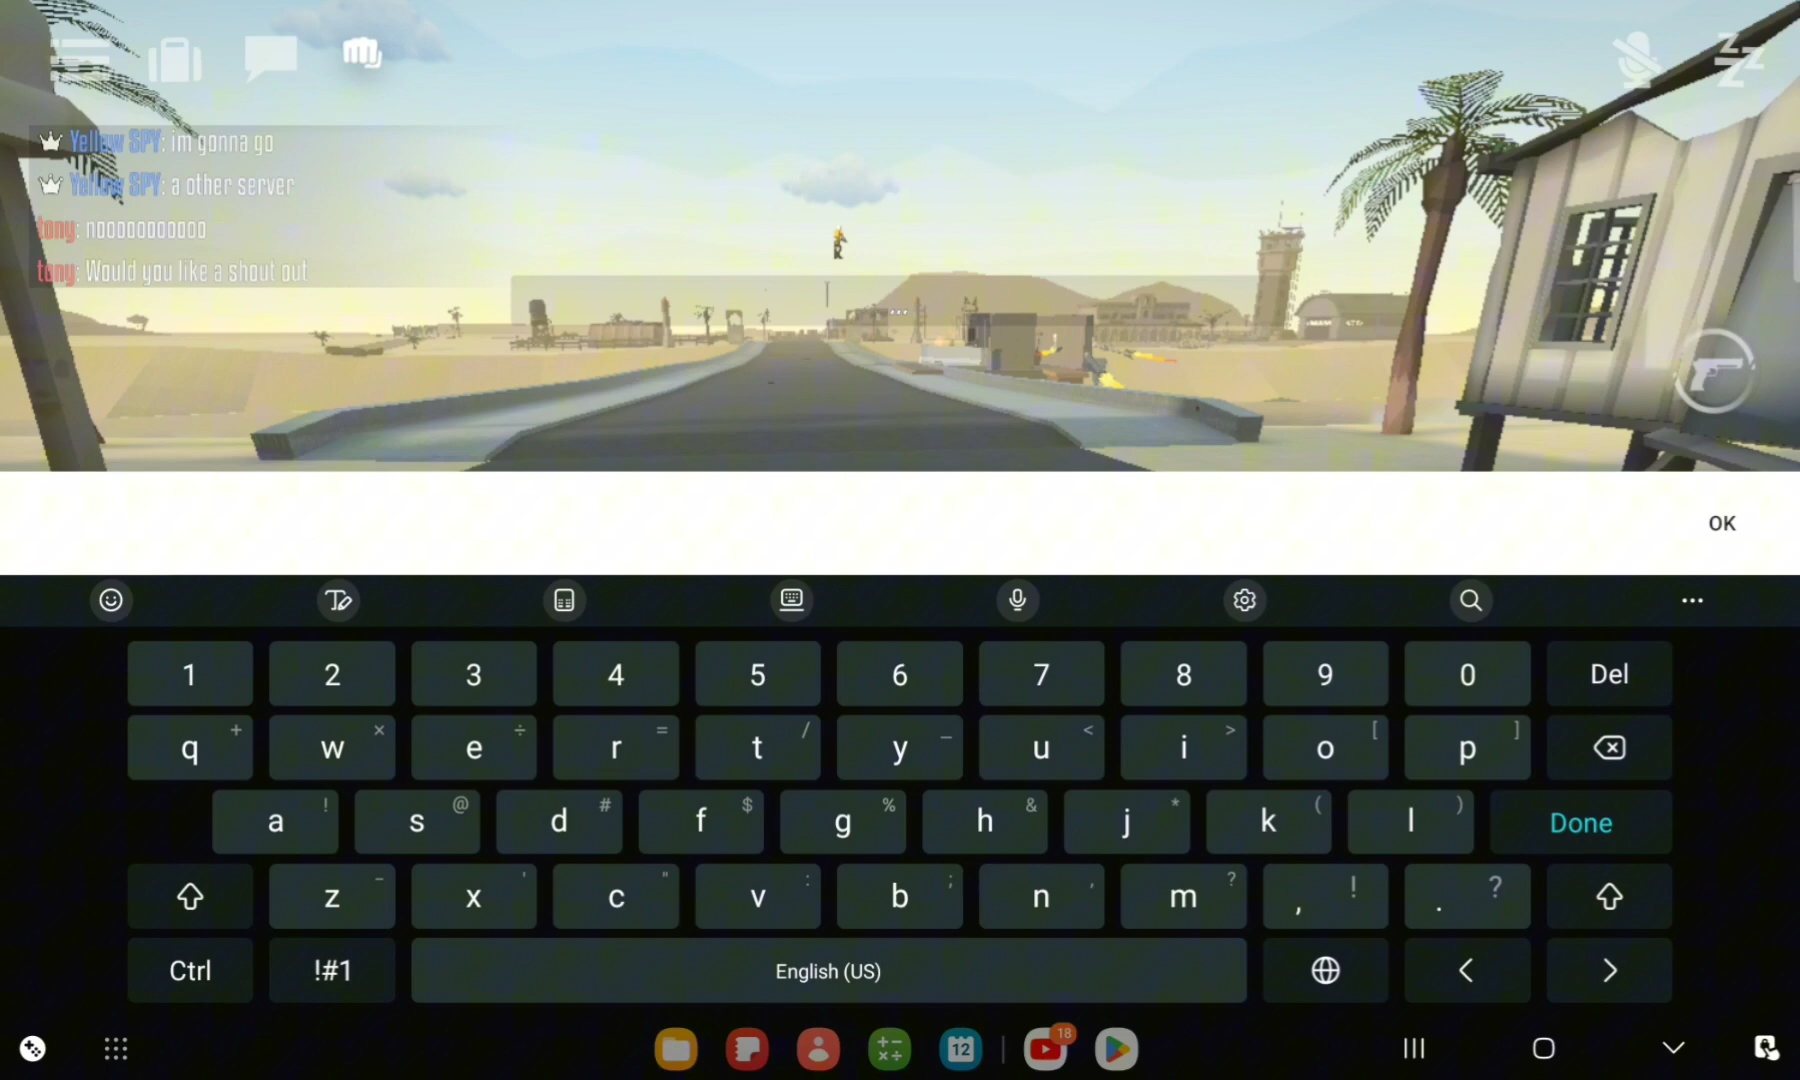 Yellow SPY: im gonna go
Yellow SPY: a other server
tony: nooooooooooo
tony: Would you like a shout out
...
OK
1 2 3 4 5 6 7 8 9 0 Del
q + w × e ÷ r = t / y _ u < i > o [ p ]
a ! s @ d # f $ g % h & j * k ( l ) Done
z - x ' c " v : b ; n , m ? , ! . ?
Ctrl !#1 English (US) < >
12 18